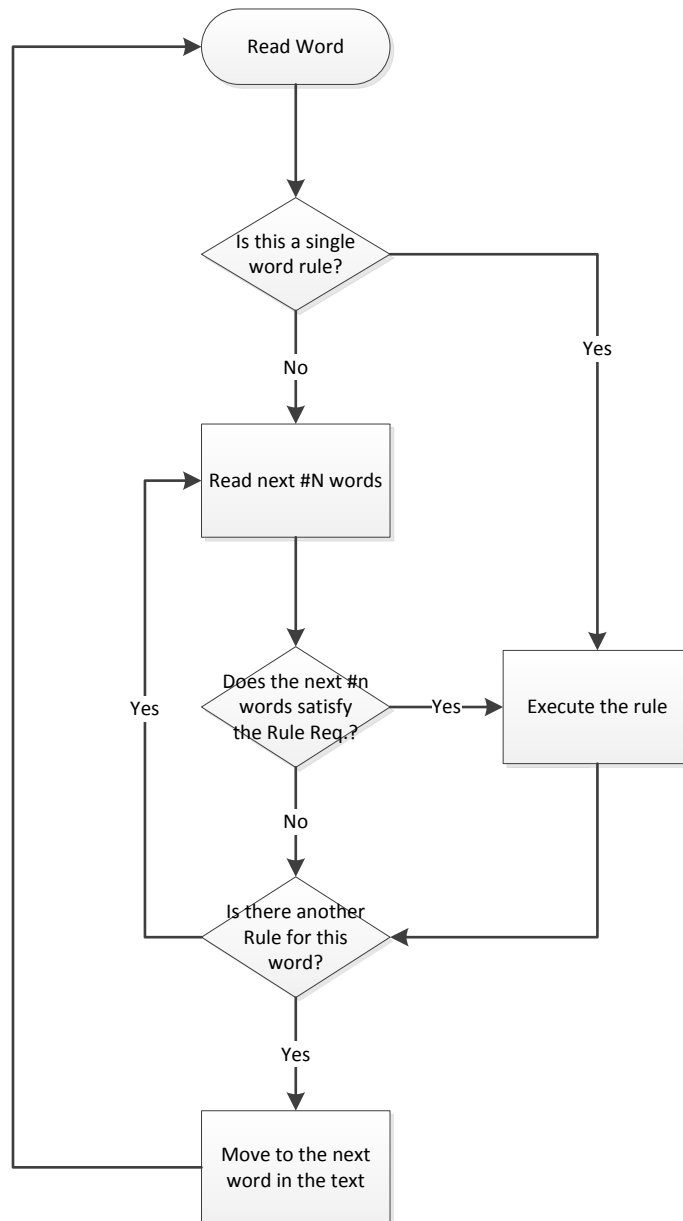 Read Word
Is this a single
word rule?
Yes
No
Read next #N words
Does the next #n
words satisfy
the Rule Req.?
Yes
Yes
Execute the rule
No
Is there another
Rule for this
word?
Yes
Move to the next
word in the text